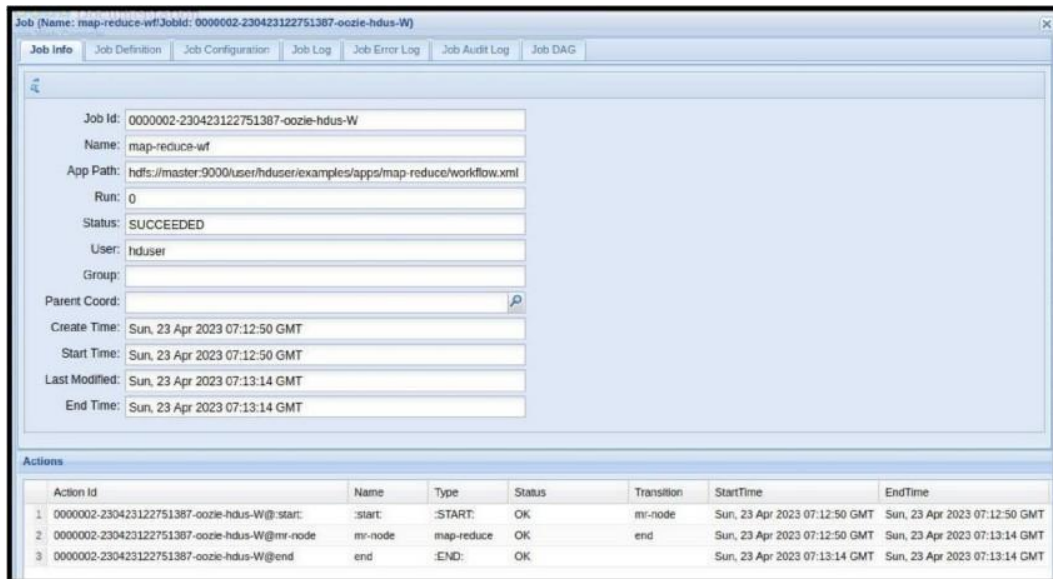 Documentation
Job (Name: map-reduce-wf/JobId: 0000002-230423122751387-oozie-hdus-W)
Job Info Job Definition Job Configuration Job Log Job Error Log Job Audit Log Job DAG
Job Id: 0000002-230423122751387-oozie-hdus-W
Name: map-reduce-wf
App Path: hdfs://master:9000/user/hduser/examples/apps/map-reduce/workflow.xml
Run: 0
Status: SUCCEEDED
User: hduser
Group:
Parent Coord:
Create Time: Sun, 23 Apr 2023 07:12:50 GMT
Start Time: Sun, 23 Apr 2023 07:12:50 GMT
Last Modified: Sun, 23 Apr 2023 07:13:14 GMT
End Time: Sun, 23 Apr 2023 07:13:14 GMT
Actions
Action Id Name Type Status Transition StartTime EndTime
1 0000002-230423122751387-oozie-hdus-W@:start: :start: :START: OK mr-node Sun, 23 Apr 2023 07:12:50 GMT Sun, 23 Apr 2023 07:12:50 GMT
2 0000002-230423122751387-oozie-hdus-W@mr-node mr-node map-reduce OK end Sun, 23 Apr 2023 07:12:50 GMT Sun, 23 Apr 2023 07:13:14 GMT
3 0000002-230423122751387-oozie-hdus-W@end end :END: OK Sun, 23 Apr 2023 07:13:14 GMT Sun, 23 Apr 2023 07:13:14 GMT